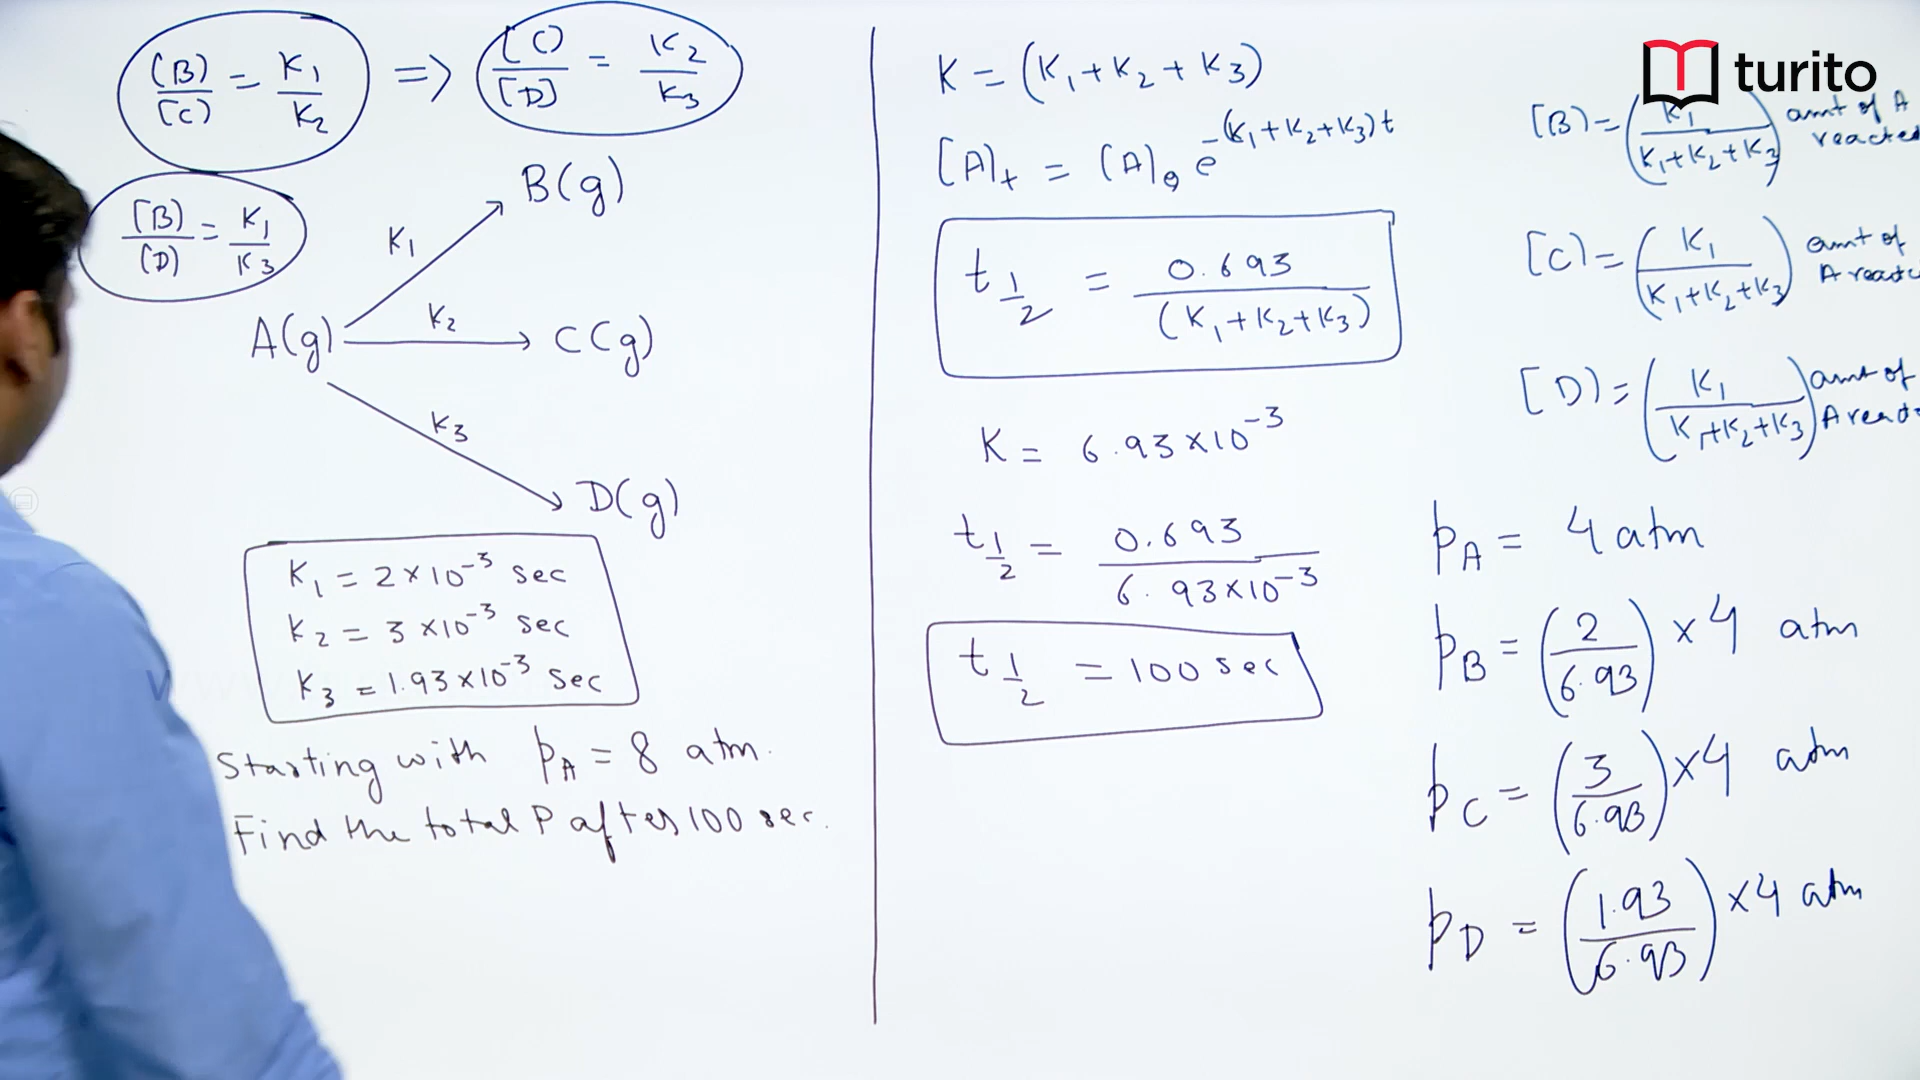 [B]/[C] = K1/K2 => [C]/[D] = K2/K3
[B]/[D] = K1/K3
B(g)
K1
A(g) K2 C(g)
K3
D(g)
K1 = 2×10^-3 sec
K2 = 3×10^-3 sec
K3 = 1.93×10^-3 sec
Starting with pA = 8 atm.
Find the total P after 100 sec.
K = (K1+K2+K3)
[A]t = [A]0 e^-(K1+K2+K3)t
t1/2 = 0.693/(K1+K2+K3)
K = 6.93×10^-3
t1/2 = 0.693/6.93×10^-3
t1/2 = 100 sec
turito
[B] = (K1/K1+K2+K3) amt of A
reacted
[C] = (K1/K1+K2+K3) amt of
A reacte
[D] = (K1/K1+K2+K3) amt of
A reacte
pA = 4 atm
pB = (2/6.93) ×4 atm
pC = (3/6.93) ×4 atm
pD = (1.93/6.93) ×4 atm